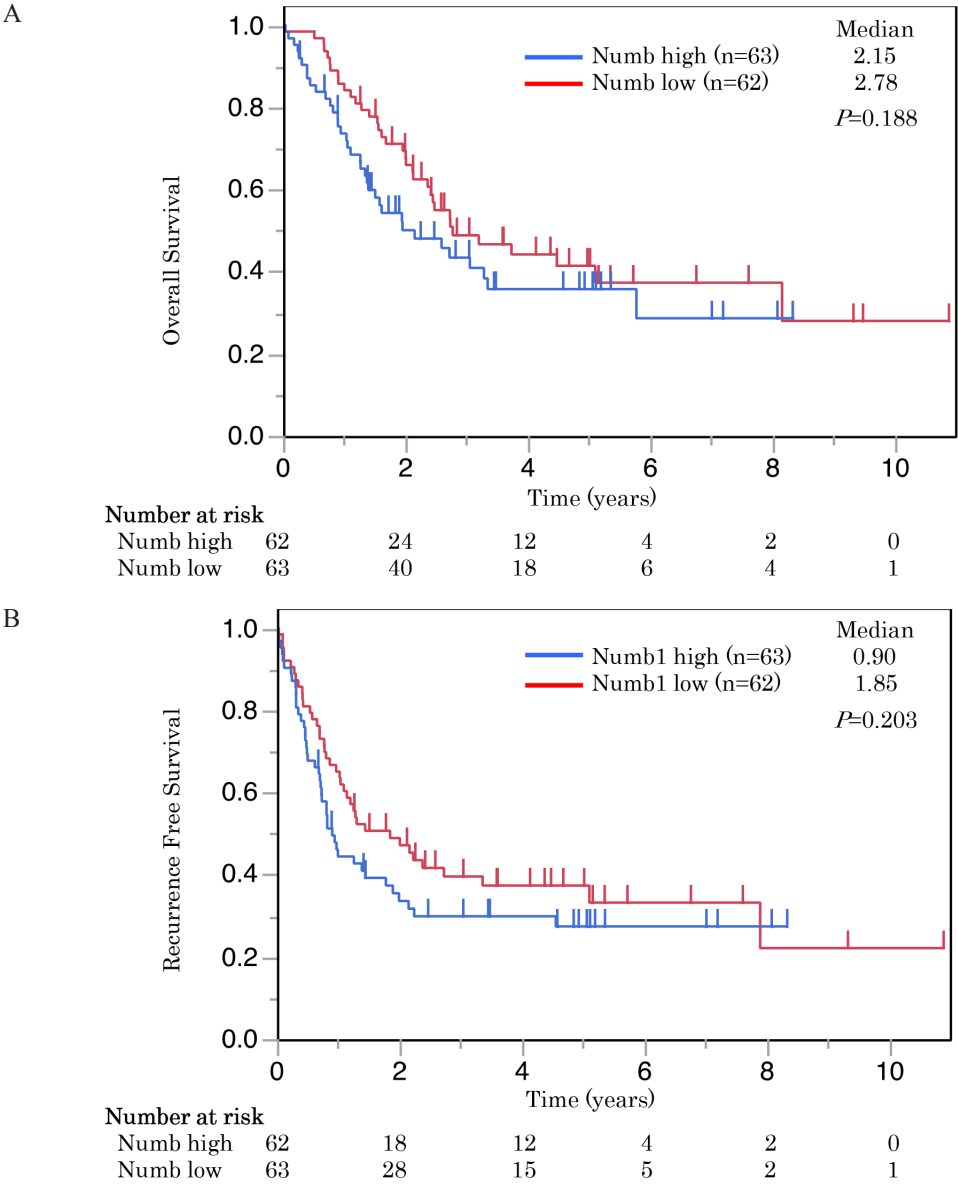 A
Median
Numb high (n=63) 2.15
Numb low (n=62) 2.78
P=0.188
1.0
0.8
0.6
0.4
0.2
0.0
Overall Survival
0 2 4 6 8 10
Time (years)
Number at risk
Numb high 62 24 12 4 2 0
Numb low 63 40 18 6 4 1
B
Median
Numb1 high (n=63) 0.90
Numb1 low (n=62) 1.85
P=0.203
1.0
0.8
0.6
0.4
0.2
0.0
Recurrence Free Survival
0 2 4 6 8 10
Time (years)
Number at risk
Numb high 62 18 12 4 2 0
Numb low 63 28 15 5 2 1